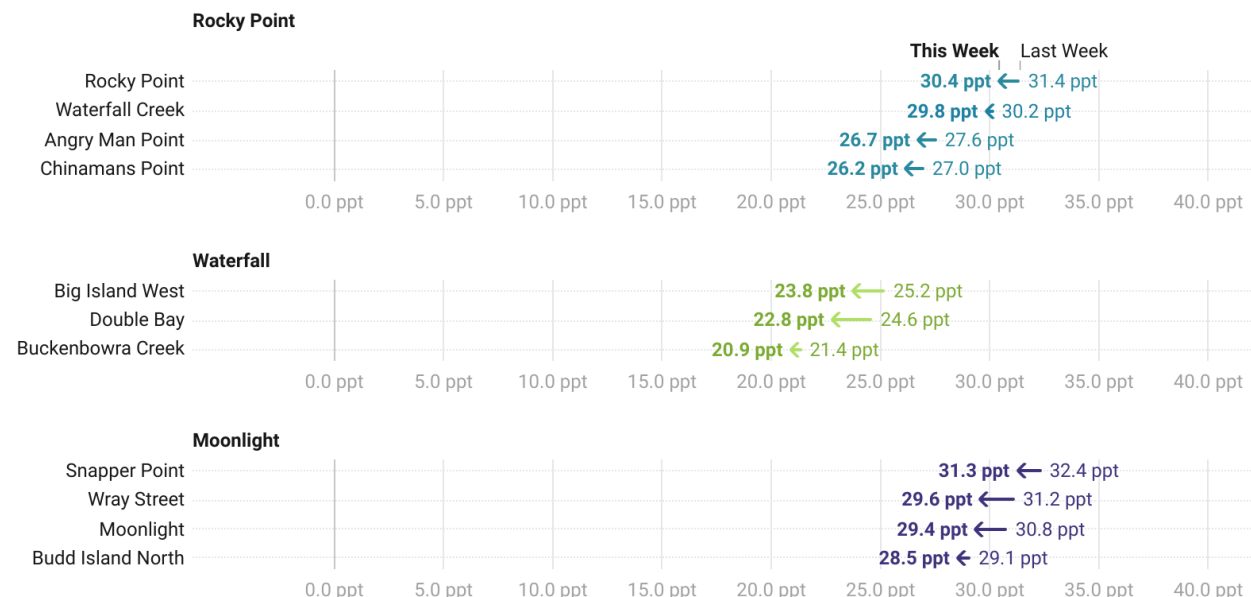 Rocky Point
This Week Last Week
Rocky Point 30.4 ppt 31.4 ppt
Waterfall Creek 29.8 ppt 30.2 ppt
Angry Man Point 26.7 ppt 27.6 ppt
Chinamans Point 26.2 ppt 27.0 ppt
0.0 ppt 5.0 ppt 10.0 ppt 15.0 ppt 20.0 ppt 25.0 ppt 30.0 ppt 35.0 ppt 40.0 ppt
Waterfall
Big Island West 23.8 ppt 25.2 ppt
Double Bay 22.8 ppt 24.6 ppt
Buckenbowra Creek 20.9 ppt 21.4 ppt
0.0 ppt 5.0 ppt 10.0 ppt 15.0 ppt 20.0 ppt 25.0 ppt 30.0 ppt 35.0 ppt 40.0 ppt
Moonlight
Snapper Point 31.3 ppt 32.4 ppt
Wray Street 29.6 ppt 31.2 ppt
Moonlight 29.4 ppt 30.8 ppt
Budd Island North 28.5 ppt 29.1 ppt
0.0 ppt 5.0 ppt 10.0 ppt 15.0 ppt 20.0 ppt 25.0 ppt 30.0 ppt 35.0 ppt 40.0 ppt